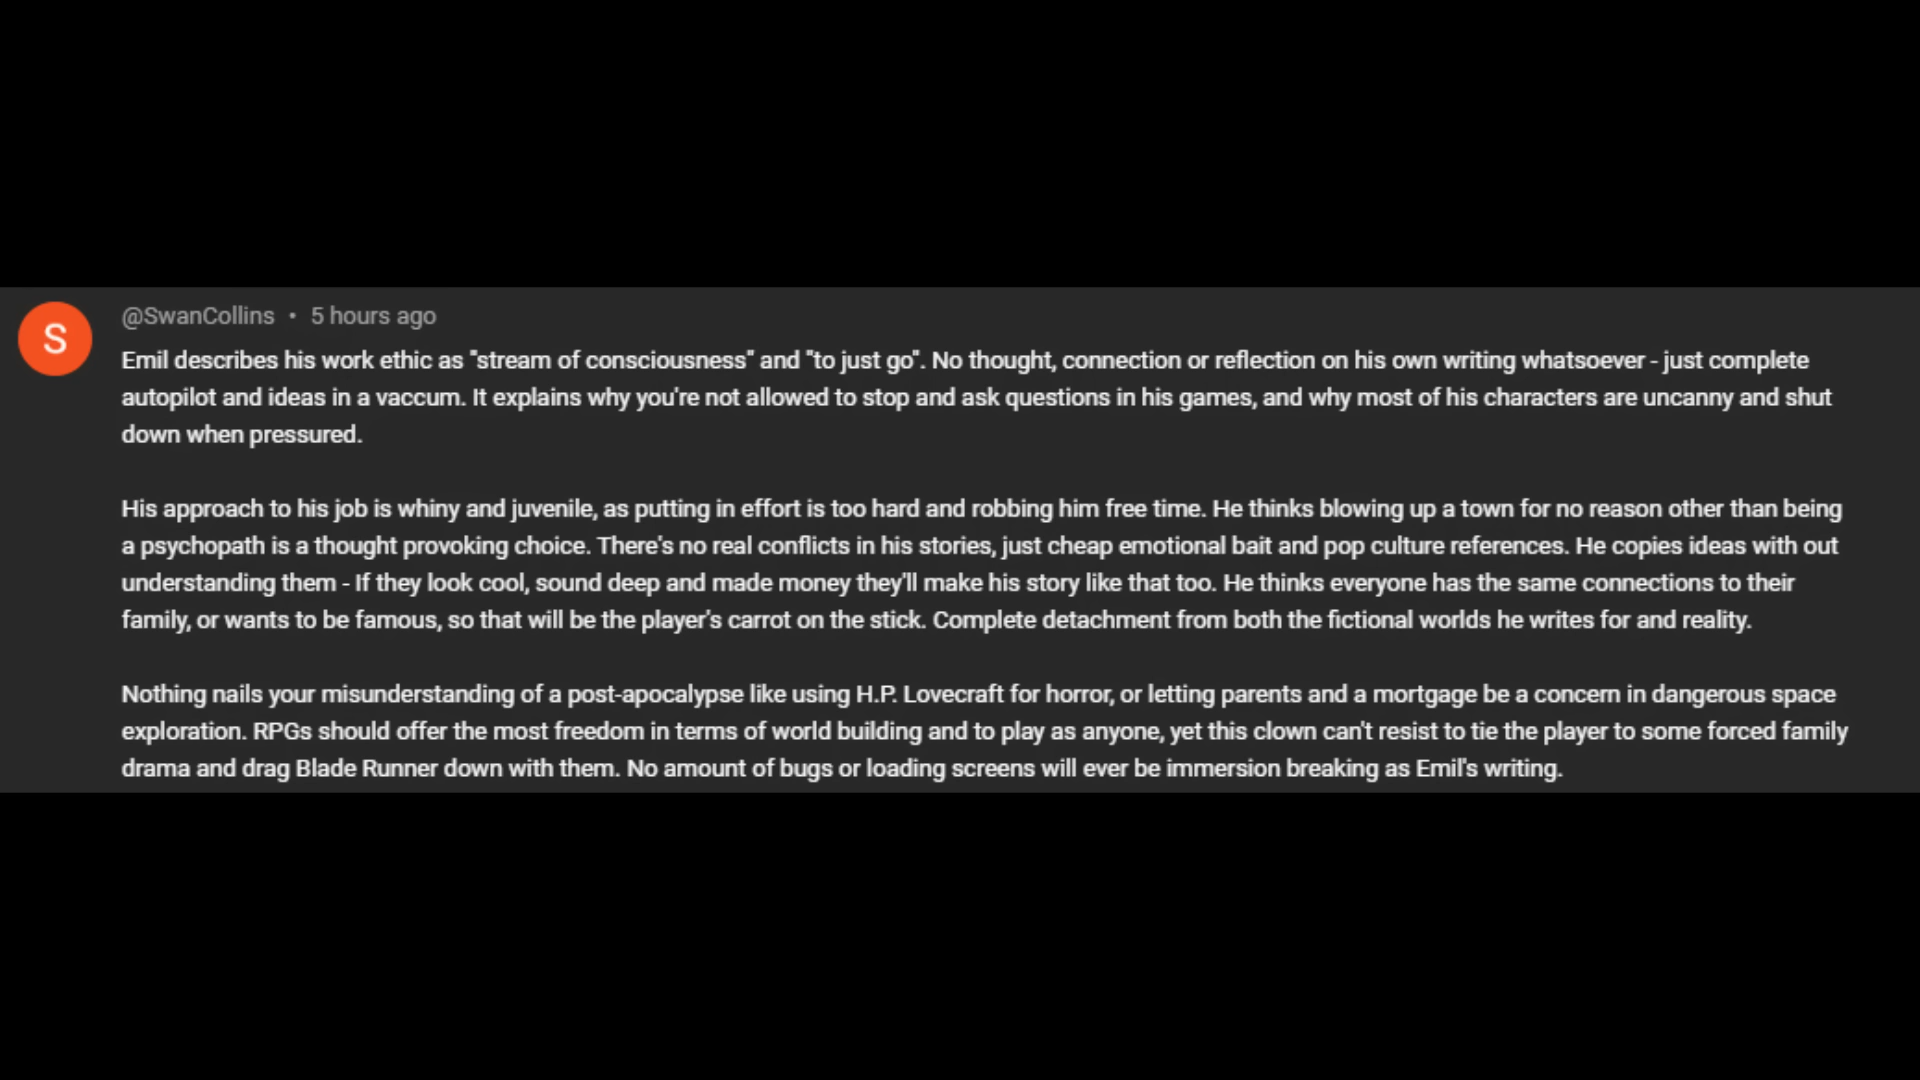 S
@SwanCollins • 5 hours ago
Emil describes his work ethic as "stream of consciousness" and "to just go". No thought, connection or reflection on his own writing whatsoever - just complete
autopilot and ideas in a vaccum. It explains why you're not allowed to stop and ask questions in his games, and why most of his characters are uncanny and shut
down when pressured.
His approach to his job is whiny and juvenile, as putting in effort is too hard and robbing him free time. He thinks blowing up a town for no reason other than being
a psychopath is a thought provoking choice. There's no real conflicts in his stories, just cheap emotional bait and pop culture references. He copies ideas with out
understanding them - If they look cool, sound deep and made money they'll make his story like that too. He thinks everyone has the same connections to their
family, or wants to be famous, so that will be the player's carrot on the stick. Complete detachment from both the fictional worlds he writes for and reality.
Nothing nails your misunderstanding of a post-apocalypse like using H.P. Lovecraft for horror, or letting parents and a mortgage be a concern in dangerous space
exploration. RPGs should offer the most freedom in terms of world building and to play as anyone, yet this clown can't resist to tie the player to some forced family
drama and drag Blade Runner down with them. No amount of bugs or loading screens will ever be immersion breaking as Emil's writing.